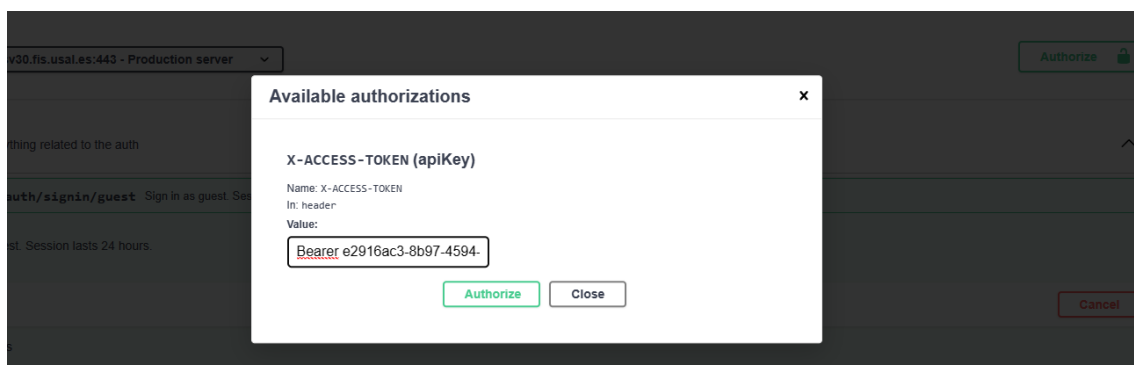 v30.fis.usal.es:443 - Production server
Authorize
Available authorizations
x
ything related to the auth
X-ACCESS-TOKEN (apiKey)
Name: X-ACCESS-TOKEN
In: header
Value:
Bearer e2916ac3-8b97-4594-
auth/signin/guest Sign in as guest. Ses
est. Session lasts 24 hours.
Authorize
Close
Cancel
s